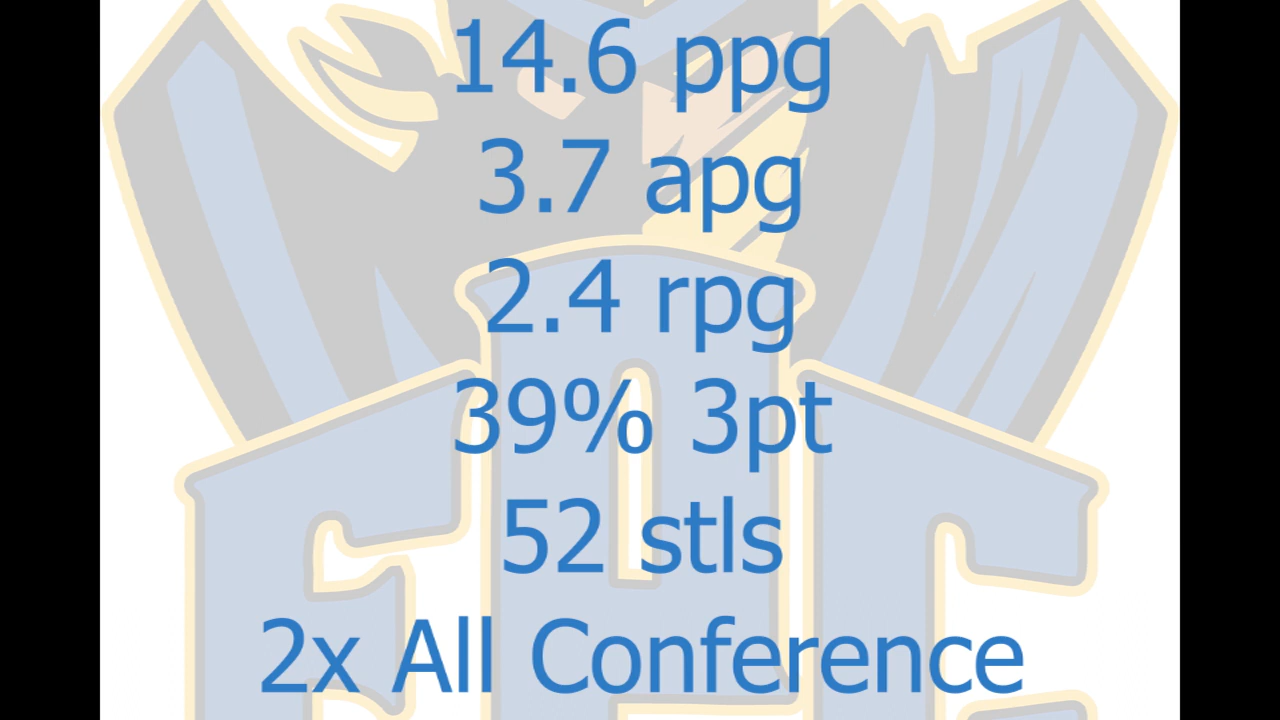 14.6 ppg
3.7 apg
2.4 rpg
39% 3pt
52 stls
2x All Conference